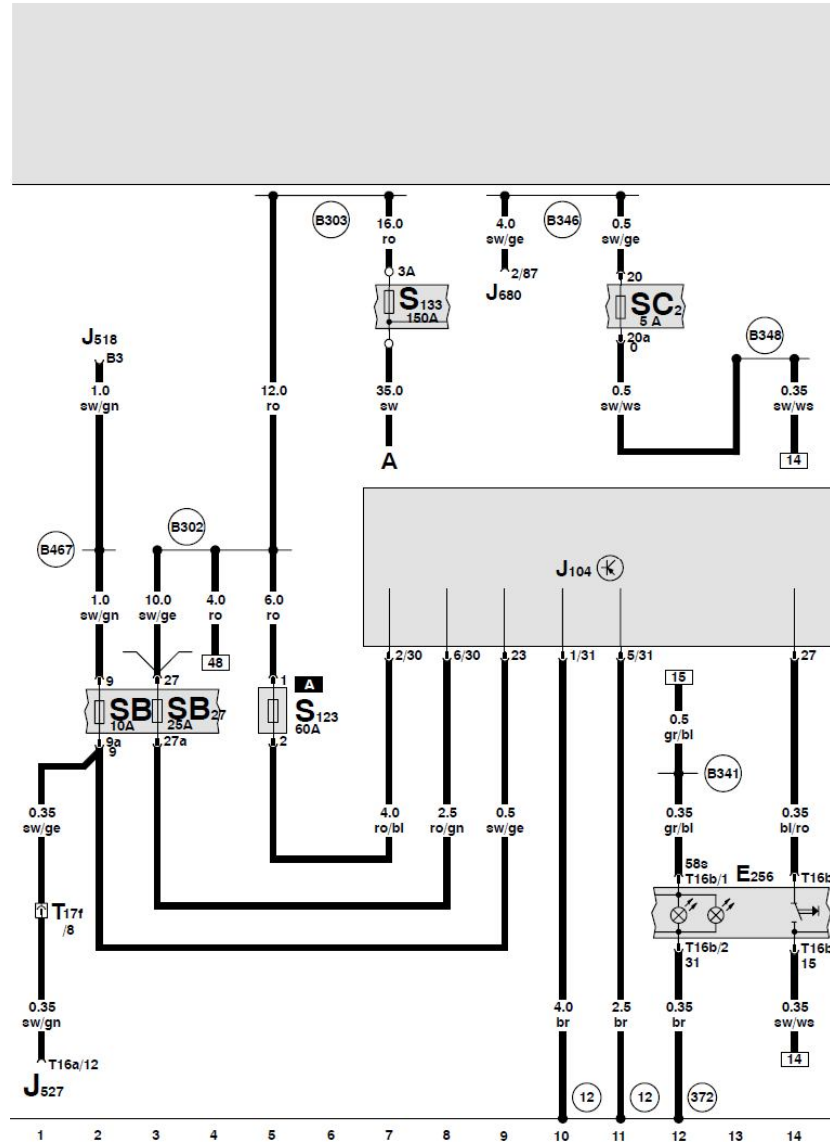 B303
16.0
ro
4.0
sw/ge
B346
0.5
sw/ge
3A
2/87
J680
20
S133
150A
SC2
5 A
20a
0
B348
J518
B3
1.0
sw/gn
12.0
ro
35.0
sw
0.5
sw/ws
0.35
sw/ws
A
14
B467
B302
J104
1.0
sw/gn
10.0
sw/ge
4.0
ro
6.0
ro
48
2/30
6/30
23
1/31
5/31
27
9
27
1
A
15
SB
10A
SB27
25A
S123
60A
9a
9
27a
2
0.5
gr/bl
B341
0.35
sw/ge
4.0
ro/bl
2.5
ro/gn
0.5
sw/ge
0.35
gr/bl
0.35
bl/ro
58s
T16b/1
E256
T16b
T17f
/8
T16b/2
31
T16b
15
0.35
sw/gn
4.0
br
2.5
br
0.35
br
0.35
sw/ws
T16a/12
J527
14
12
12
372
1 2 3 4 5 6 7 8 9 10 11 12 13 14